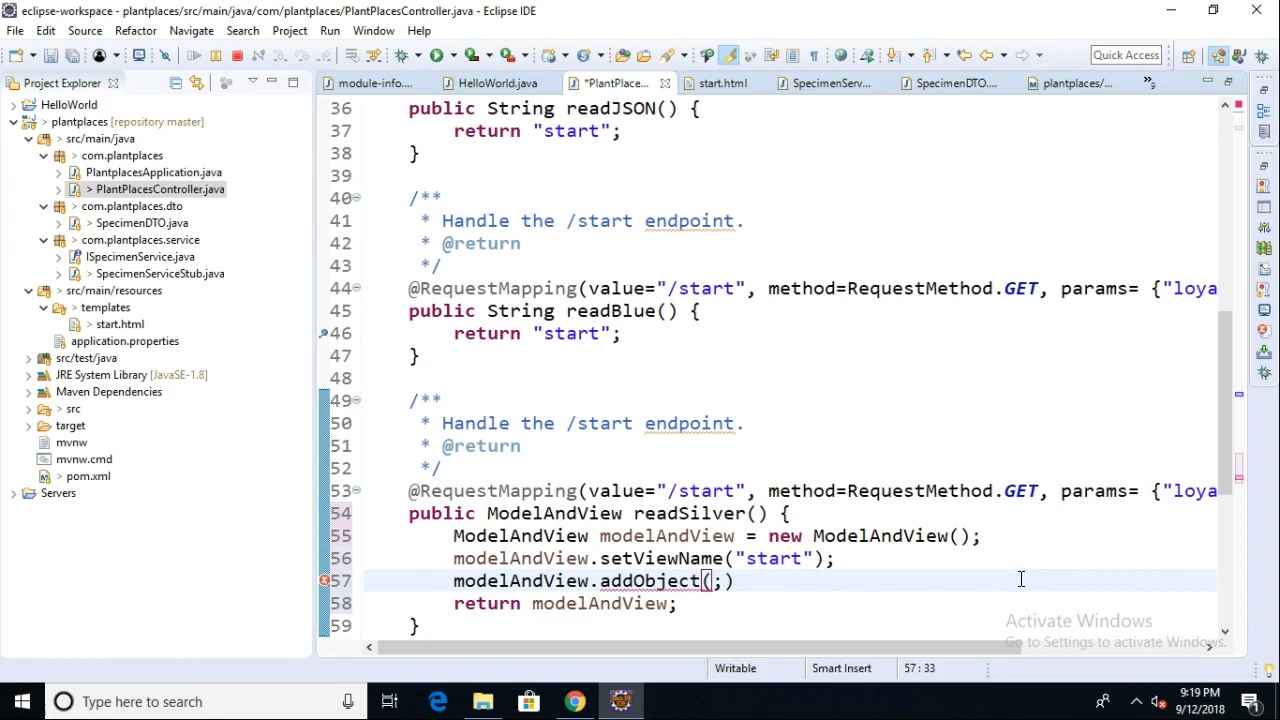 eclipse-workspace - plantplaces/src/main/java/com/plantplaces/PlantPlacesController.java - Eclipse IDE
File Edit Source Refactor Navigate Search Project Run Window Help
Quick Access
Project Explorer
module-info...
HelloWorld.java
*PlantPlace...
start.html
SpecimenServ...
SpecimenDTO....
plantplaces/...
»9
HelloWorld
plantplaces [repository master]
src/main/java
com.plantplaces
PlantplacesApplication.java
> PlantPlacesController.java
com.plantplaces.dto
> SpecimenDTO.java
com.plantplaces.service
ISpecimenService.java
> SpecimenServiceStub.java
> src/main/resources
> templates
> start.html
application.properties
src/test/java
JRE System Library [JavaSE-1.8]
Maven Dependencies
> src
target
mvnw
mvnw.cmd
> pom.xml
Servers
36 public String readJSON() {
37 return "start";
38 }
39
40 /**
41 * Handle the /start endpoint.
42 * @return
43 */
44 @RequestMapping(value="/start", method=RequestMethod.GET, params= {"loya
45 public String readBlue() {
46 return "start";
47 }
48
49 /**
50 * Handle the /start endpoint.
51 * @return
52 */
53 @RequestMapping(value="/start", method=RequestMethod.GET, params= {"loya
54 public ModelAndView readSilver() {
55 ModelAndView modelAndView = new ModelAndView();
56 modelAndView.setViewName("start");
57 modelAndView.addObject(;)
58 return modelAndView;
59 }
Activate Windows
Go to Settings to activate Windows.
Writable Smart Insert 57 : 33
Type here to search
9:19 PM
9/12/2018
1